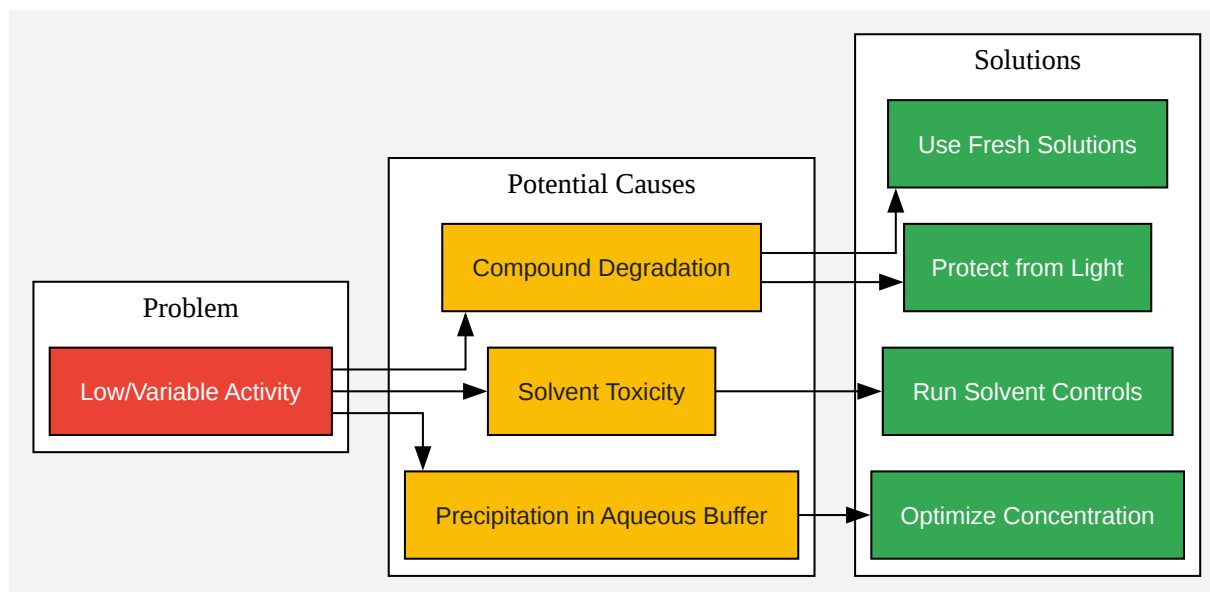 Problem
Low/Variable Activity
Potential Causes
Compound Degradation
Solvent Toxicity
Precipitation in Aqueous Buffer
Solutions
Use Fresh Solutions
Protect from Light
Run Solvent Controls
Optimize Concentration